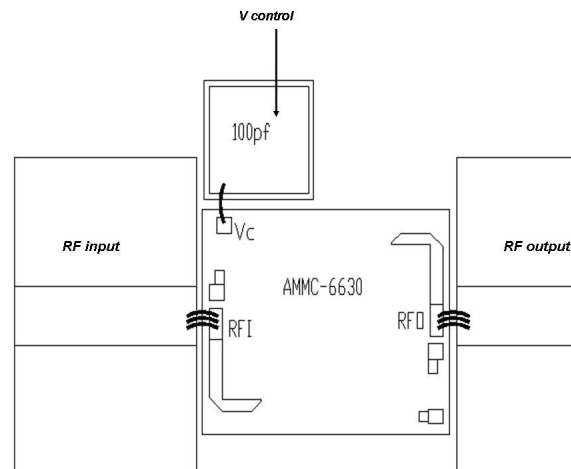 V control
100pf
Vc
RF input
RF output
AMMC-6630
RFI
RFO